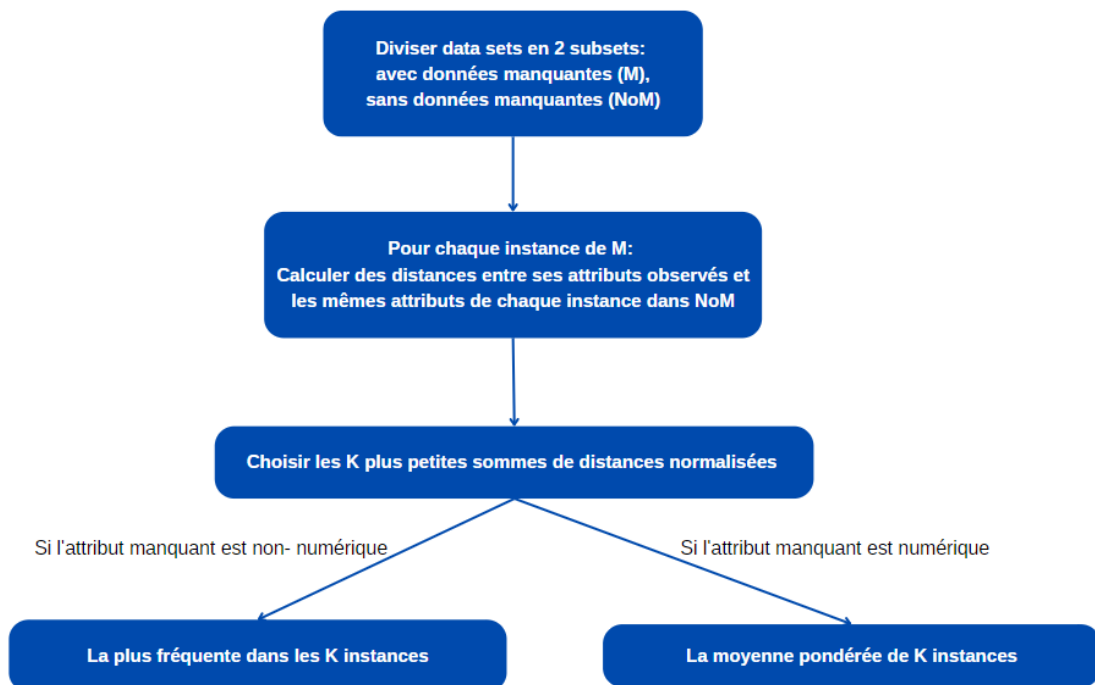 Diviser data sets en 2 subsets:
avec données manquantes (M),
sans données manquantes (NoM)
Pour chaque instance de M:
Calculer des distances entre ses attributs observés et
les mêmes attributs de chaque instance dans NoM
Choisir les K plus petites sommes de distances normalisées
Si l'attribut manquant est non- numérique
Si l'attribut manquant est numérique
La plus fréquente dans les K instances
La moyenne pondérée de K instances